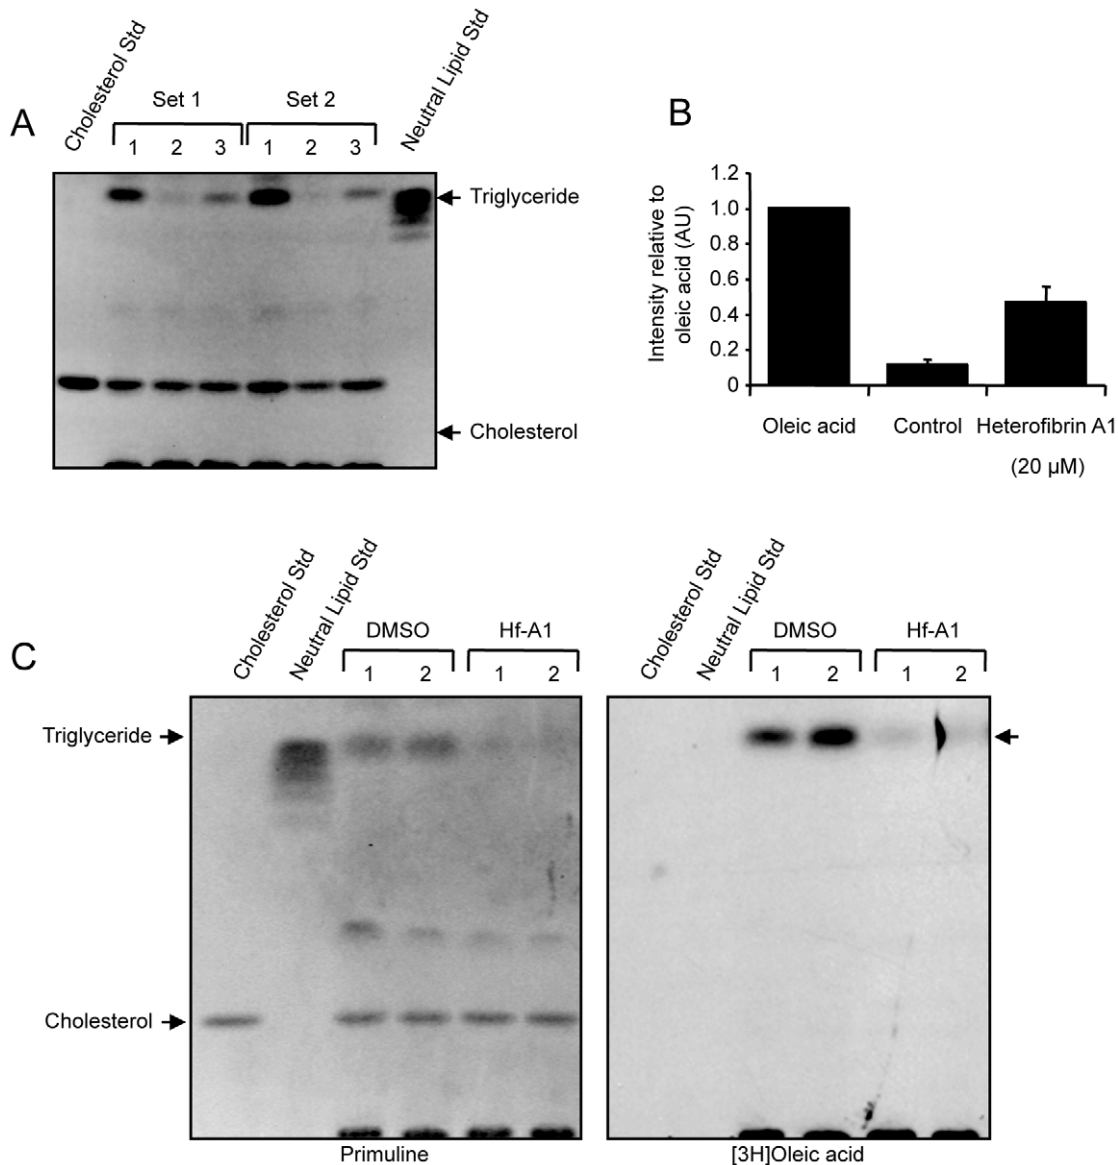 A
Cholesterol Std
Set 1
Set 2
1 2 3 1 2 3
Neutral Lipid Std
Triglyceride
Cholesterol
B
Intensity relative to
oleic acid (AU)
1.2
1.0
0.8
0.6
0.4
0.2
0
Oleic acid Control Heterofibrin A1
(20 µM)
C
Cholesterol Std
Neutral Lipid Std
DMSO Hf-A1
1 2 1 2
Triglyceride
Cholesterol
Primuline
Cholesterol Std
Neutral Lipid Std
DMSO Hf-A1
1 2 1 2
[3H]Oleic acid